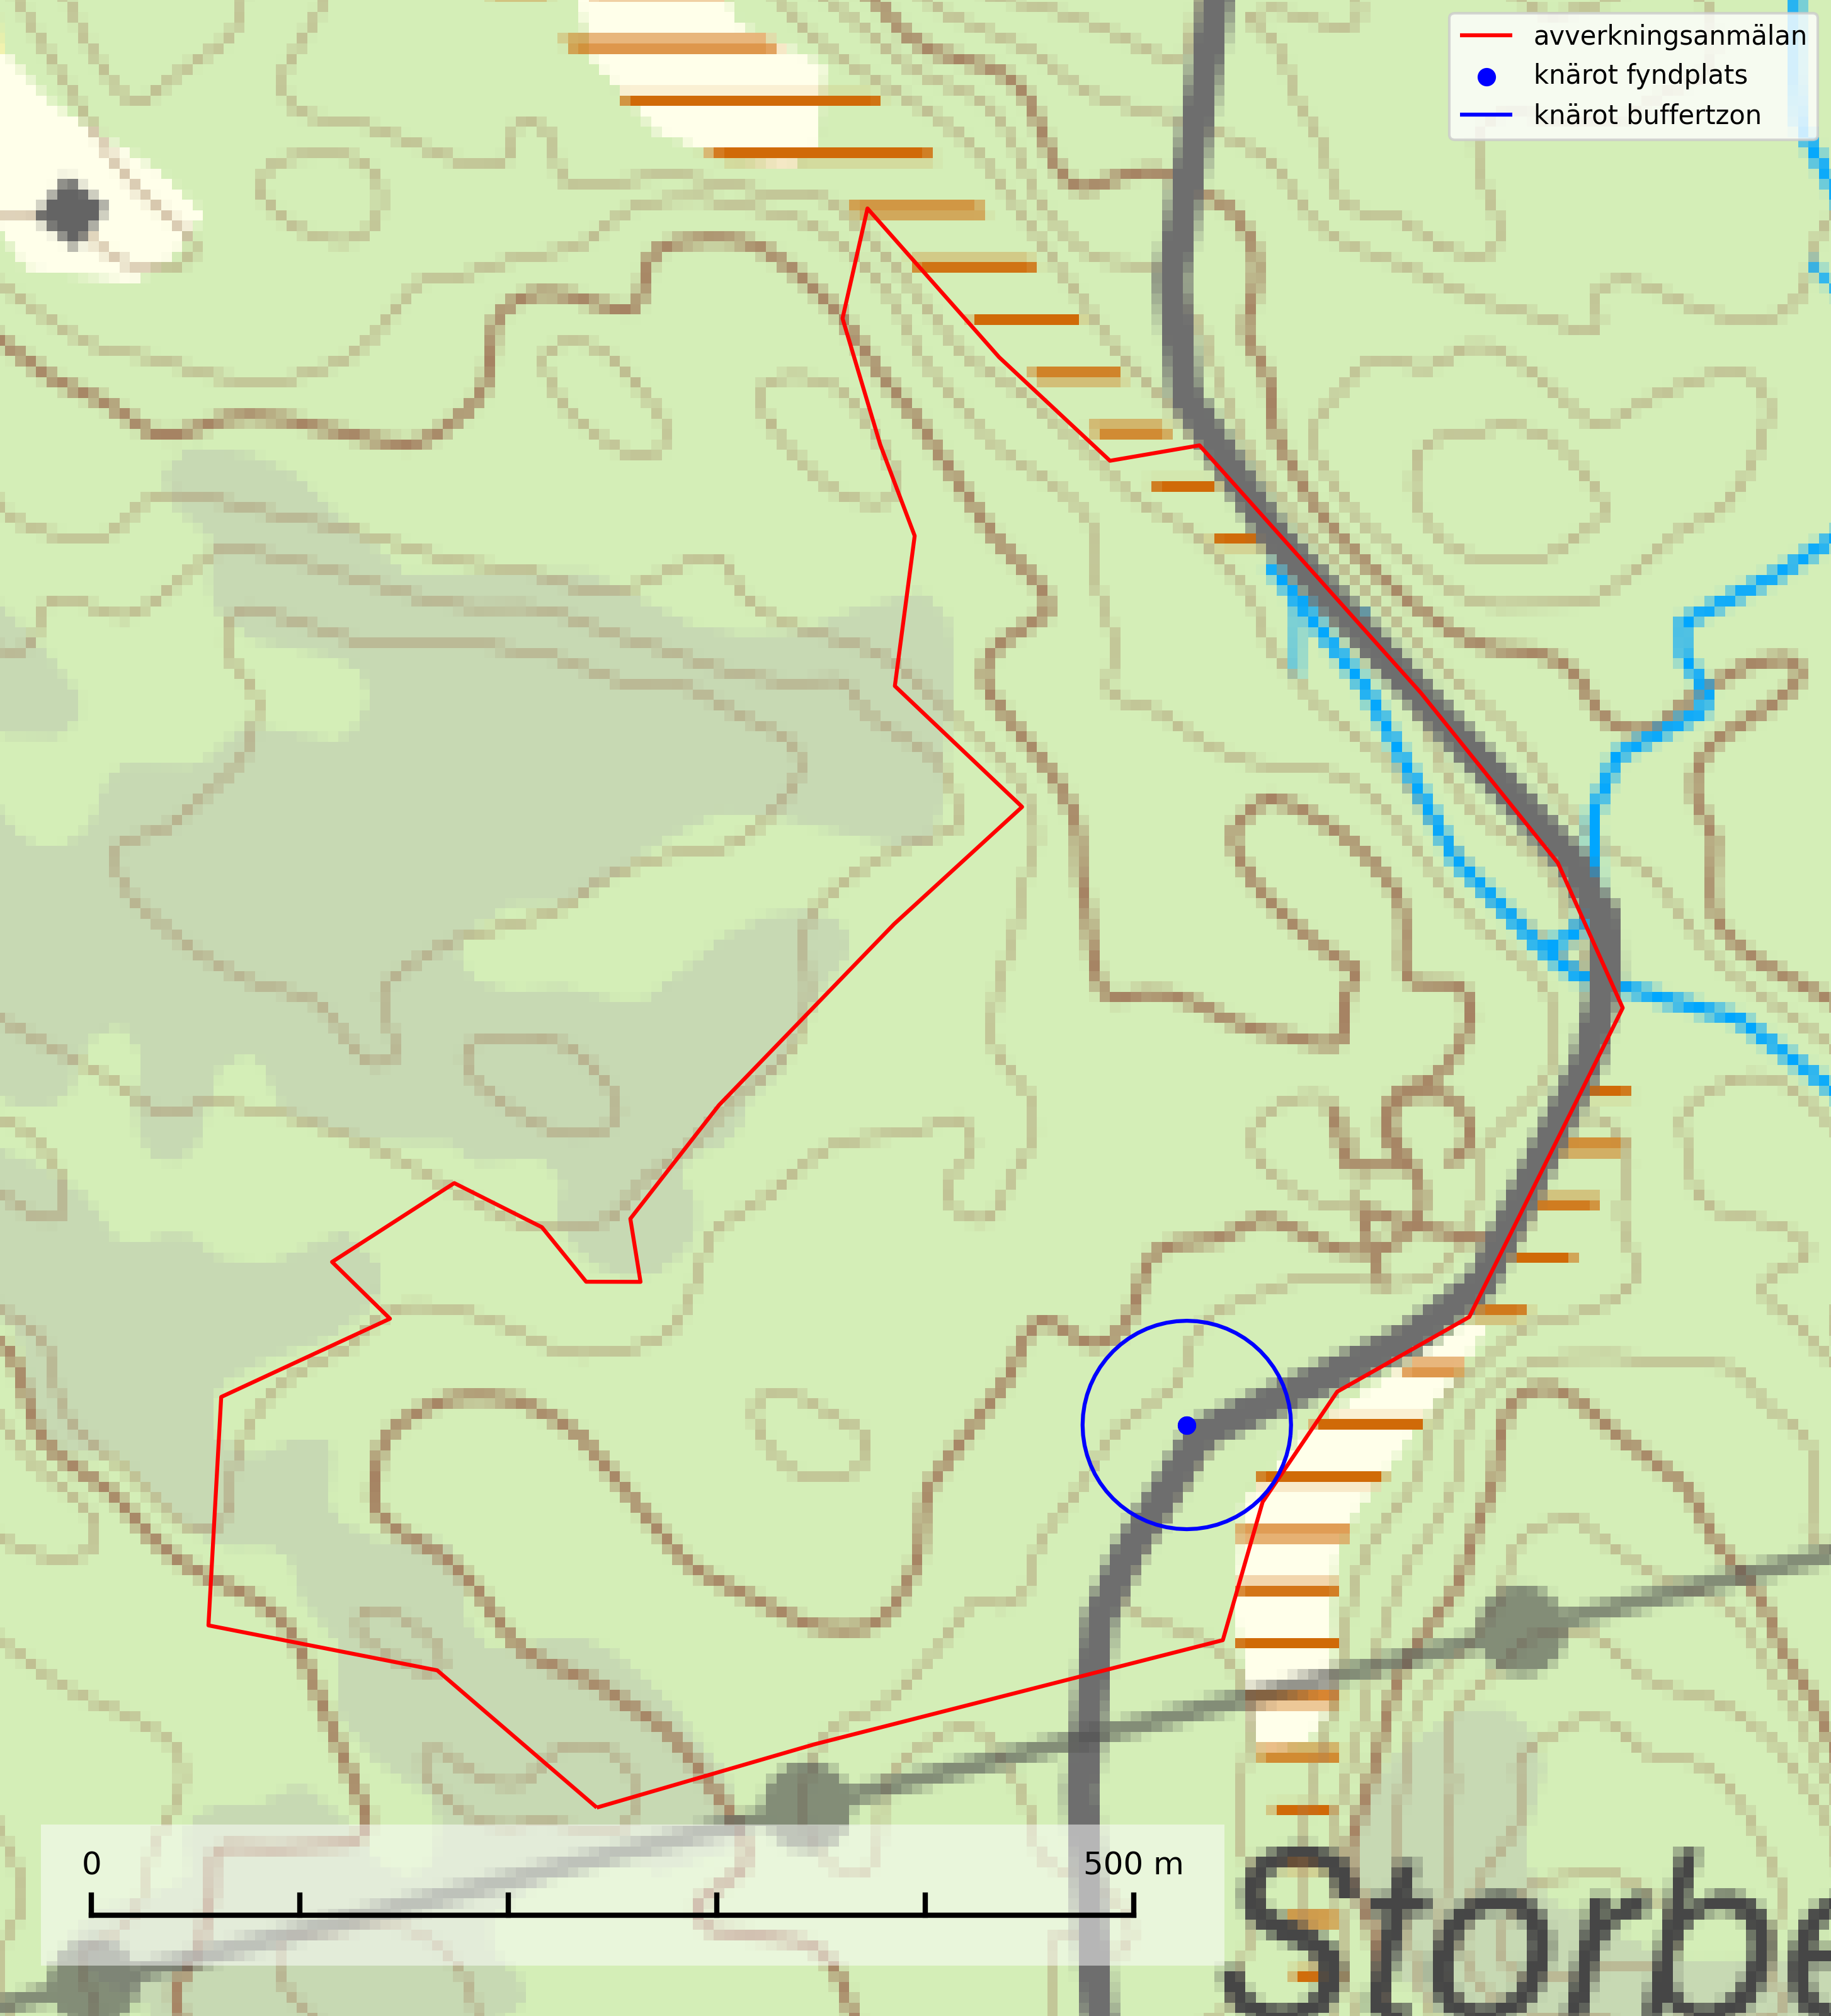 avverkningsanmälan
knärot fyndplats
knärot buffertzon
0 500 m
Storbe